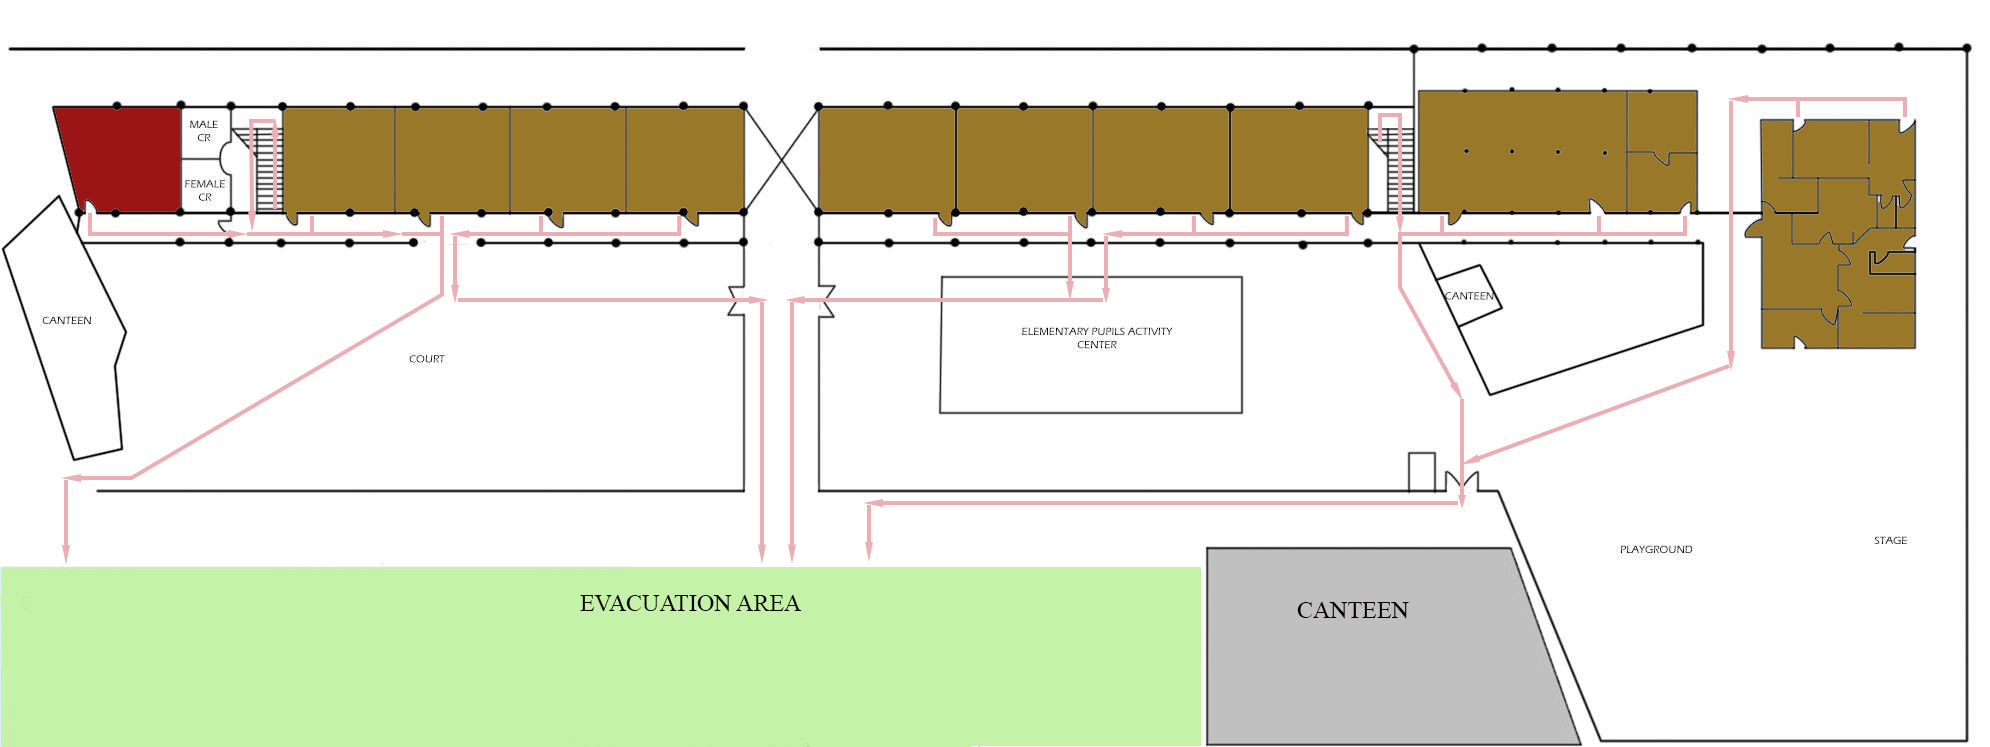 MALE
CR
FEMALE
CR
CANTEEN
COURT
ELEMENTARY PUPILS ACTIVITY
CENTER
CANTEEN
PLAYGROUND
STAGE
EVACUATION AREA
CANTEEN